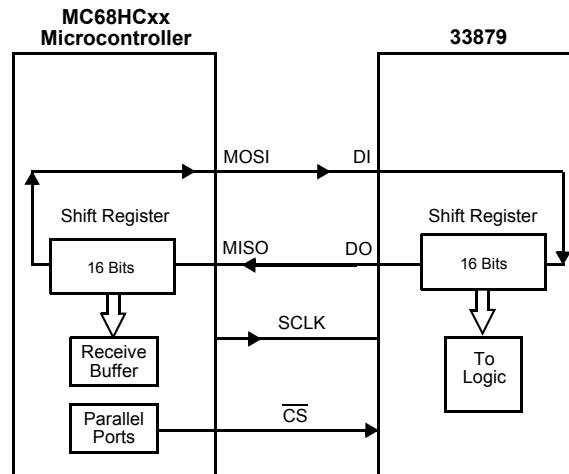 MC68HCxx
Microcontroller
33879
MOSI
DI
Shift Register
Shift Register
16 Bits
MISO
DO
16 Bits
SCLK
Receive
Buffer
To
Logic
Parallel
Ports
CS